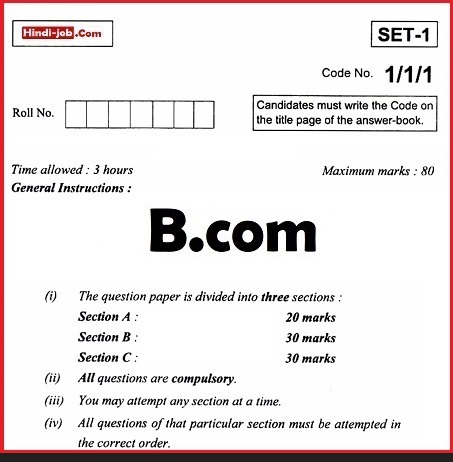 Hindi-job.Com
SET-1
Code No. 1/1/1
Roll No.
Candidates must write the Code on
the title page of the answer-book.
Time allowed : 3 hours
Maximum marks : 80
General Instructions :
B.com
(i) The question paper is divided into three sections :
Section A : 20 marks
Section B : 30 marks
Section C : 30 marks
(ii) All questions are compulsory.
(iii) You may attempt any section at a time.
(iv) All questions of that particular section must be attempted in
the correct order.